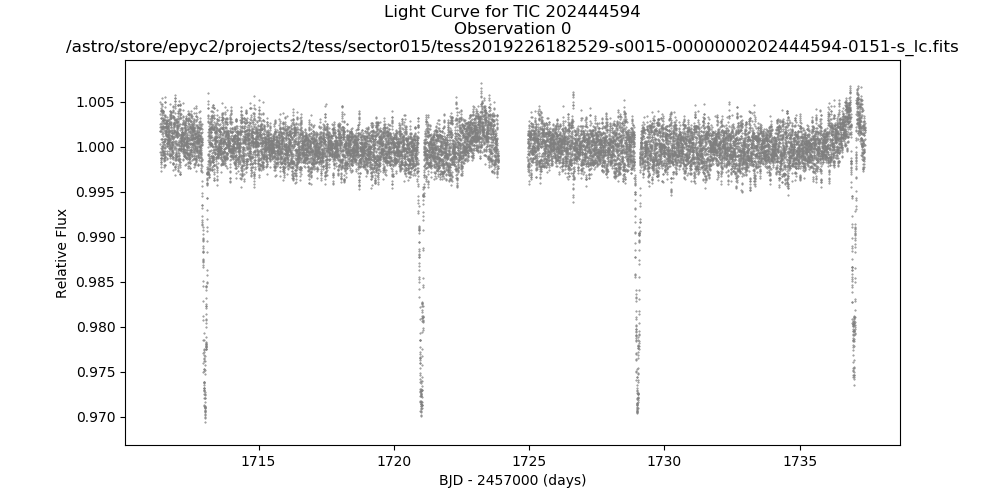 Light Curve for TIC 202444594
Observation 0
/astro/store/epyc2/projects2/tess/sector015/tess2019226182529-s0015-0000000202444594-0151-s_lc.fits
1.005
1.000
0.995
0.990
0.985
0.980
0.975
0.970
Relative Flux
1715
1720
1725
1730
1735
BJD - 2457000 (days)